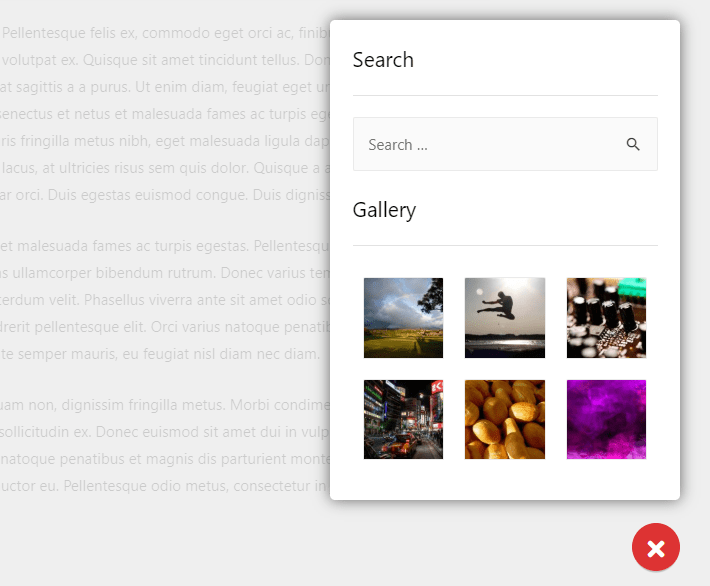 Pellentesque felis ex, commodo eget orci ac, finibu
volutpat ex. Quisque sit amet tincidunt tellus. Don
at sagittis a a purus. Ut enim diam, feugiat eget ur
senectus et netus et malesuada fames ac turpis ege
ris fringilla metus nibh, eget malesuada ligula dap
lacus, at ultricies risus sem quis dolor. Quisque a a
ar orci. Duis egestas euismod congue. Duis digniss
et malesuada fames ac turpis egestas. Pellentesqu
as ullamcorper bibendum rutrum. Donec varius tem
terdum velit. Phasellus viverra ante sit amet odio so
drerit pellentesque elit. Orci varius natoque penatib
te semper mauris, eu feugiat nisl diam nec diam.
uam non, dignissim fringilla metus. Morbi condime
sollicitudin ex. Donec euismod sit amet dui in vulp
natoque penatibus et magnis dis parturient monte
uctor eu. Pellentesque odio metus, consectetur in
Search
Search ...
Gallery